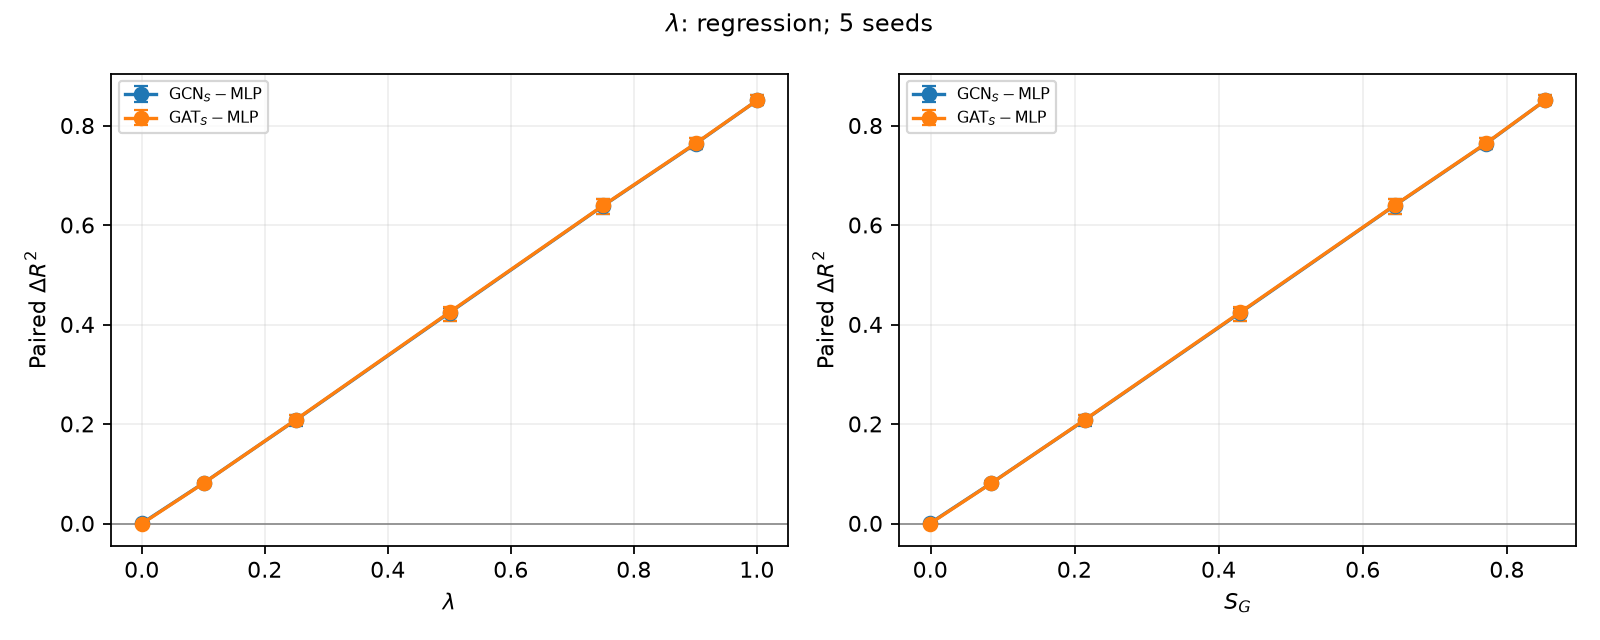 λ: regression; 5 seeds
GCN_S − MLP
GAT_S − MLP
Paired ΔR²
0.8
0.6
0.4
0.2
0.0
0.0 0.2 0.4 0.6 0.8 1.0
λ
GCN_S − MLP
GAT_S − MLP
Paired ΔR²
0.8
0.6
0.4
0.2
0.0
0.0 0.2 0.4 0.6 0.8
S_G